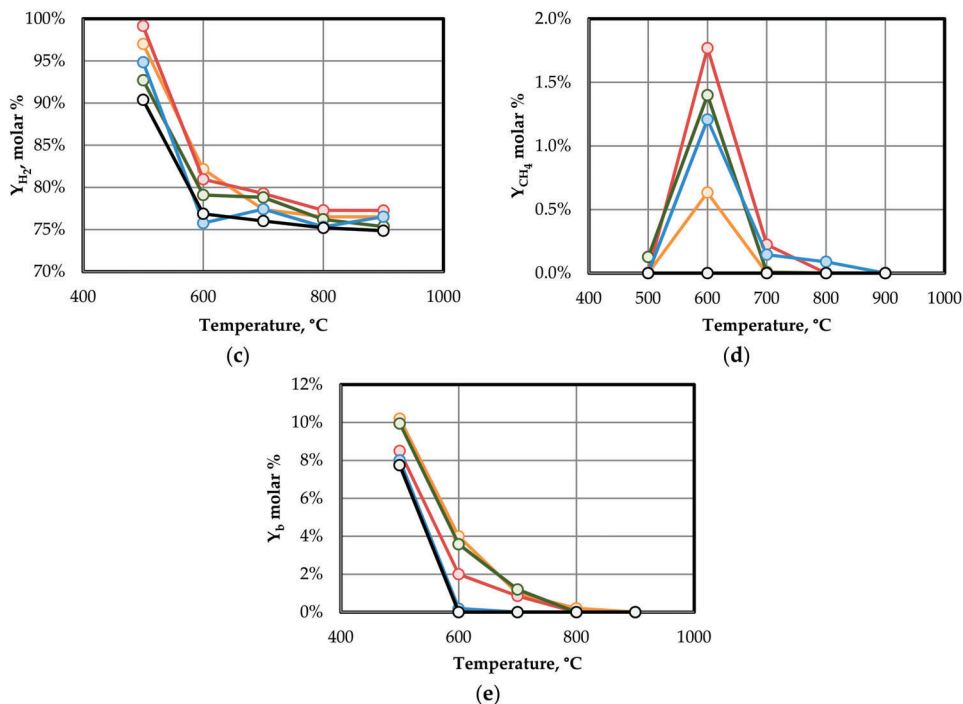 100%
95%
90%
85%
80%
75%
70%
Y_H2, molar %
400 600 800 1000
Temperature, °C
(c)
2.0%
1.5%
1.0%
0.5%
0.0%
Y_CH4 molar %
400 500 600 700 800 900 1000
Temperature, °C
(d)
12%
10%
8%
6%
4%
2%
0%
Y_b molar %
400 600 800 1000
Temperature, °C
(e)